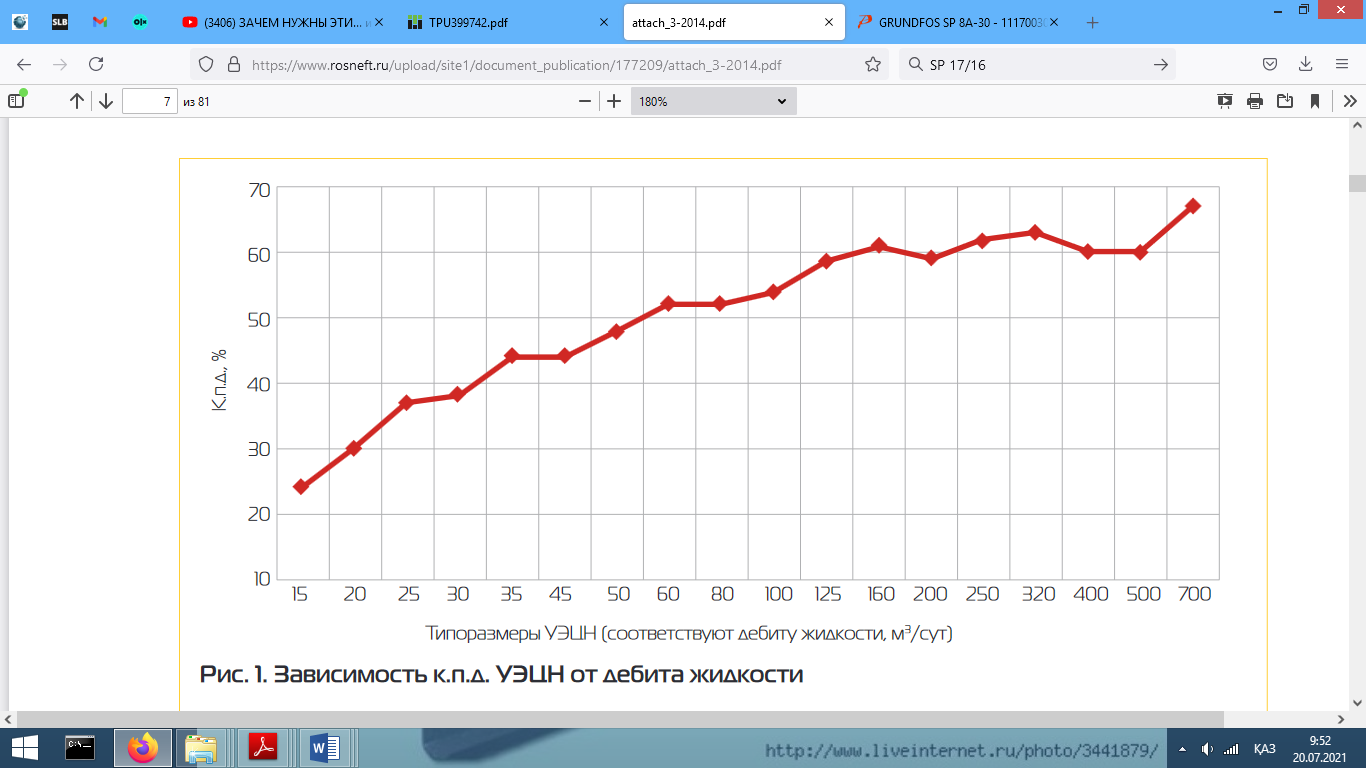 SLB
(3406) ЗАЧЕМ НУЖНЫ ЭТИ...
TPU399742.pdf
attach_3-2014.pdf
GRUNDFOS SP 8A-30 - 1117003
https://www.rosneft.ru/upload/site1/document_publication/177209/attach_3-2014.pdf
SP 17/16
7 из 81
180%
70
60
50
40
30
20
10
К.п.д., %
15 20 25 30 35 45 50 60 80 100 125 160 200 250 320 400 500 700
Типоразмеры УЭЦН (соответствуют дебиту жидкости, м³/сут)
Рис. 1. Зависимость к.п.д. УЭЦН от дебита жидкости
http://www.liveinternet.ru/photo/3441879/
ҚАЗ
9:52
20.07.2021